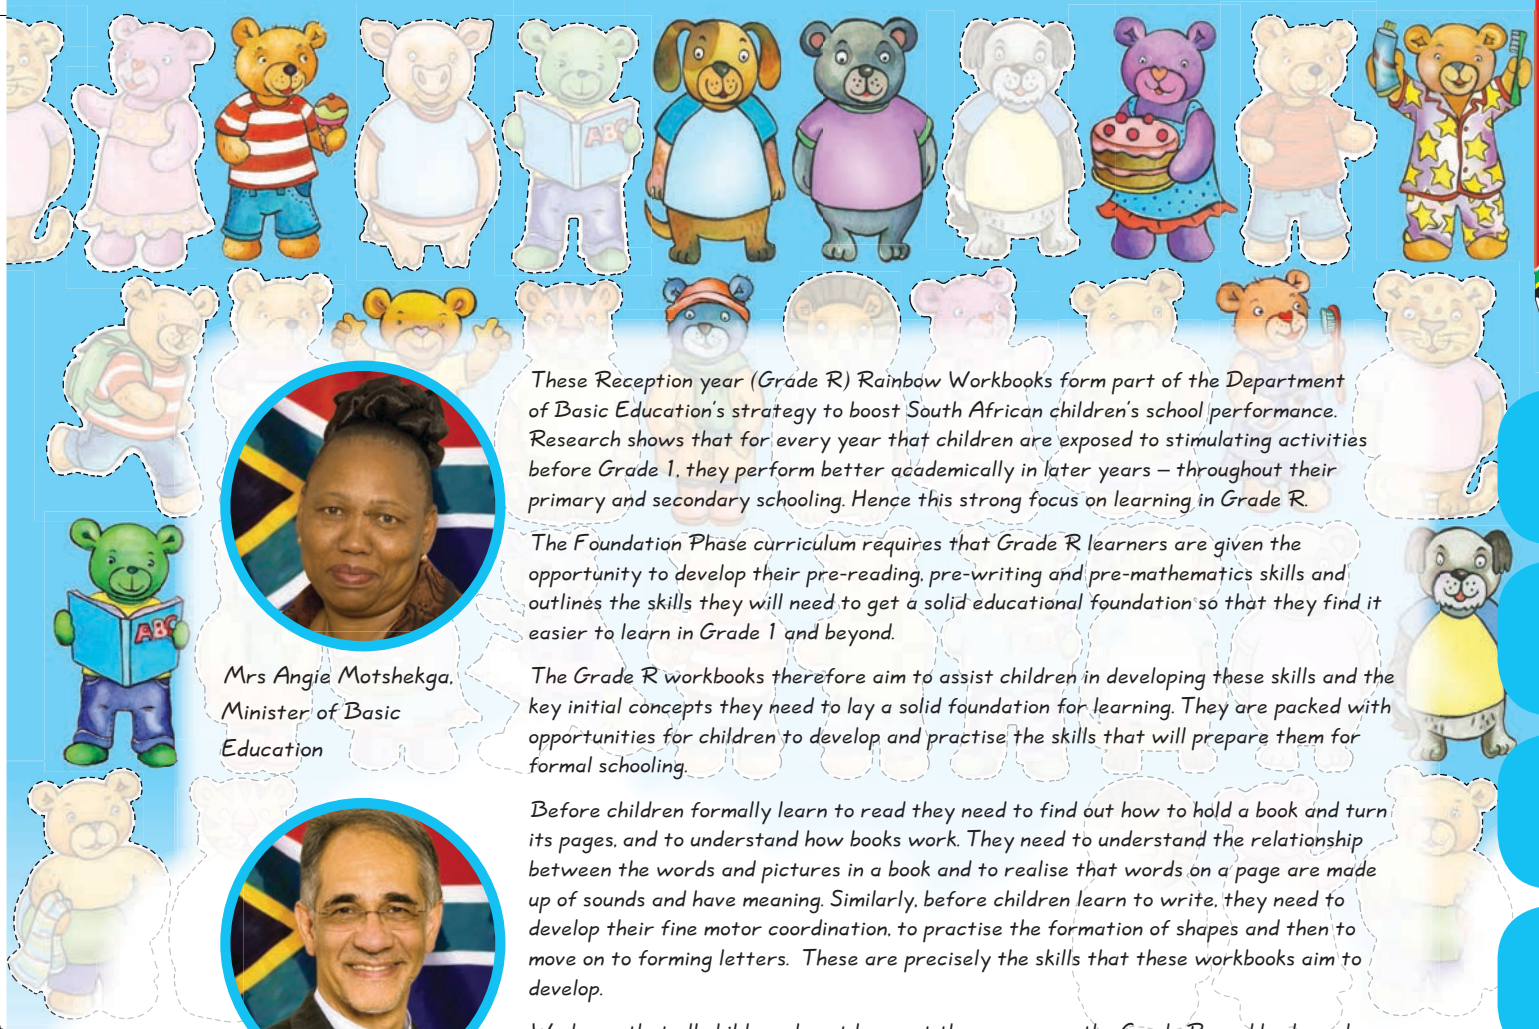 ABC
These Reception year (Grade R) Rainbow Workbooks form part of the Department
of Basic Education's strategy to boost South African children's school performance.
Research shows that for every year that children are exposed to stimulating activities
before Grade 1, they perform better academically in later years – throughout their
primary and secondary schooling. Hence this strong focus on learning in Grade R.
The Foundation Phase curriculum requires that Grade R learners are given the
opportunity to develop their pre-reading, pre-writing and pre-mathematics skills and
outlines the skills they will need to get a solid educational foundation so that they find it
easier to learn in Grade 1 and beyond.
ABC
Mrs Angie Motshekga,
Minister of Basic
Education
The Grade R workbooks therefore aim to assist children in developing these skills and the
key initial concepts they need to lay a solid foundation for learning. They are packed with
opportunities for children to develop and practise the skills that will prepare them for
formal schooling.
Before children formally learn to read they need to find out how to hold a book and turn
its pages, and to understand how books work. They need to understand the relationship
between the words and pictures in a book and to realise that words on a page are made
up of sounds and have meaning. Similarly, before children learn to write, they need to
develop their fine motor coordination, to practise the formation of shapes and then to
move on to forming letters. These are precisely the skills that these workbooks aim to
develop.